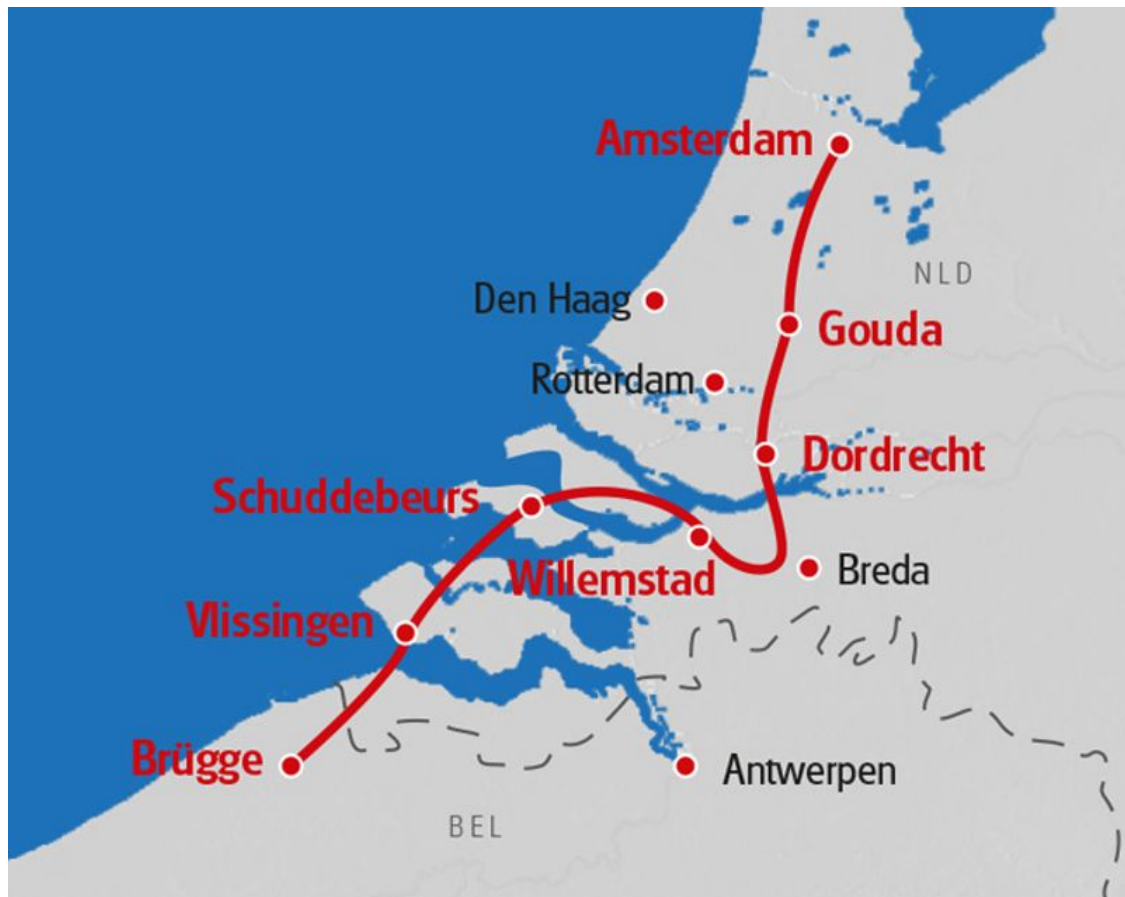 Amsterdam
NLD
Den Haag
Gouda
Rotterdam
Dordrecht
Schuddebeurs
Willemstad
Breda
Vlissingen
Brügge
Antwerpen
BEL